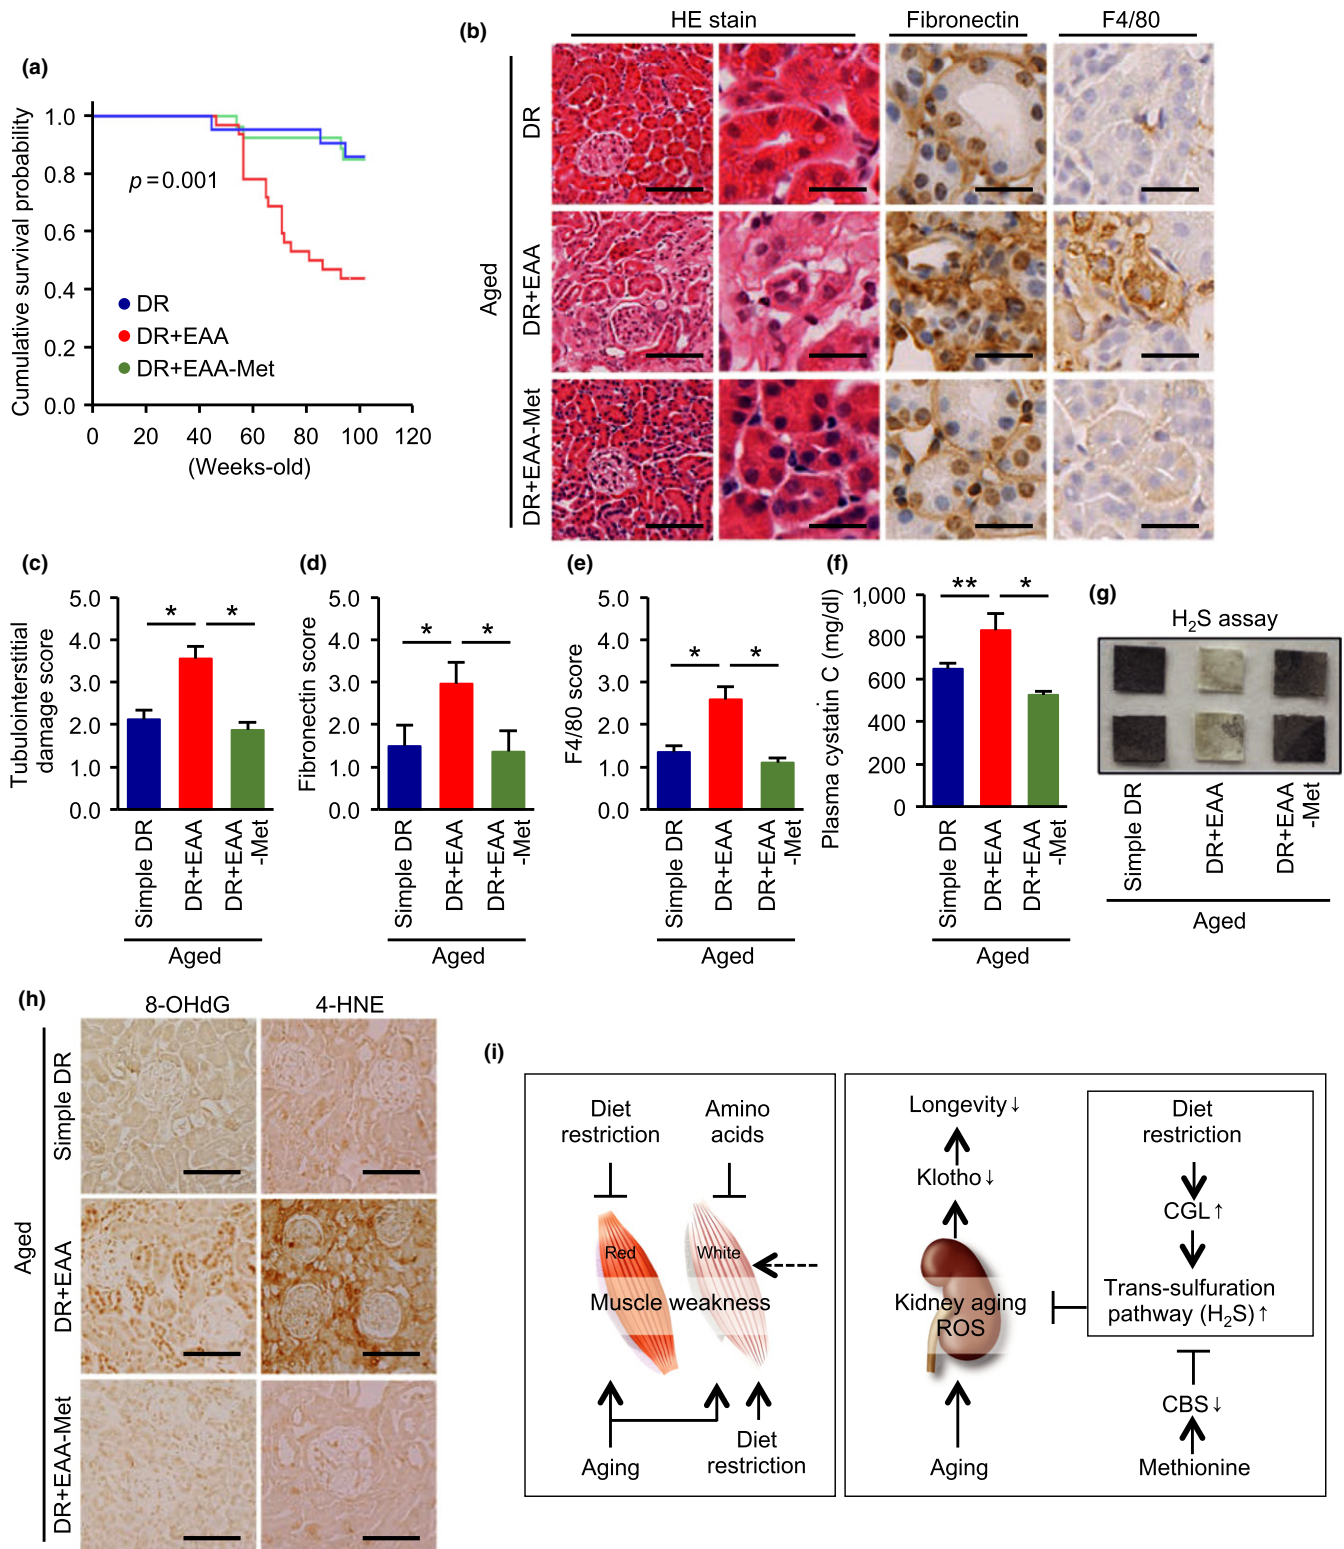 (a)
Cumulative survival probability
1.0
0.8
0.6
0.4
0.2
0.0
p = 0.001
DR
DR+EAA
DR+EAA-Met
0 20 40 60 80 100 120
(Weeks-old)
(b)
HE stain Fibronectin F4/80
Aged
DR
DR+EAA
DR+EAA-Met
(c)
Tubulointerstitial
damage score
5.0
4.0
3.0
2.0
1.0
0.0
* *
Simple DR
DR+EAA
DR+EAA
-Met
Aged
(d)
Fibronectin score
5.0
4.0
3.0
2.0
1.0
0.0
* *
Simple DR
DR+EAA
DR+EAA
-Met
Aged
(e)
F4/80 score
5.0
4.0
3.0
2.0
1.0
0.0
* *
Simple DR
DR+EAA
DR+EAA
-Met
Aged
(f)
Plasma cystatin C (mg/dl)
1,000
800
600
400
200
0
** *
Simple DR
DR+EAA
DR+EAA
-Met
Aged
(g)
H₂S assay
Simple DR
DR+EAA
DR+EAA
-Met
Aged
(h)
8-OHdG 4-HNE
Aged
Simple DR
DR+EAA
DR+EAA-Met
(i)
Diet
restriction
Amino
acids
Red
White
Muscle weakness
Aging
Diet
restriction
Longevity↓
Klotho↓
Kidney aging
ROS
Aging
Diet
restriction
CGL↑
Trans-sulfuration
pathway (H₂S)↑
CBS↓
Methionine